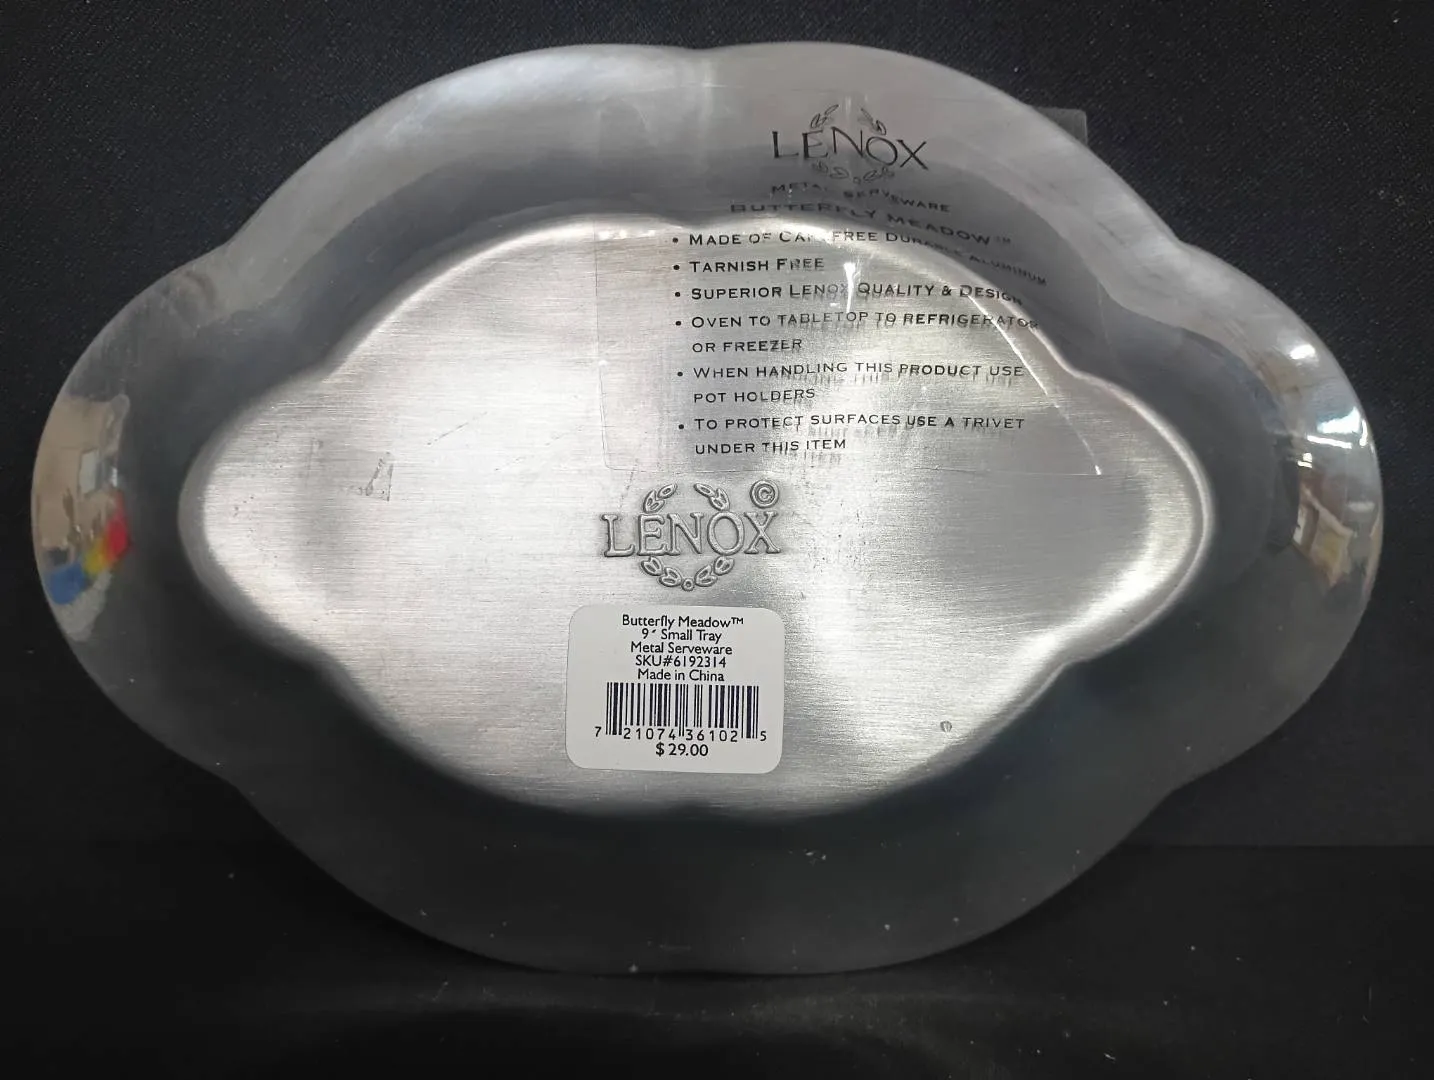 LENOX
METAL SERVEWARE
BUTTERFLY MEADOW™
• MADE OF CAREFREE DURABLE ALUMINUM
• TARNISH FREE
• SUPERIOR LENOX QUALITY & DESIGN
• OVEN TO TABLETOP TO REFRIGERATOR
OR FREEZER
• WHEN HANDLING THIS PRODUCT USE
POT HOLDERS
• TO PROTECT SURFACES USE A TRIVET
UNDER THIS ITEM
©
LENOX
Butterfly Meadow™
9" Small Tray
Metal Serveware
SKU#6192314
Made in China
7 21074 36102 5
$29.00